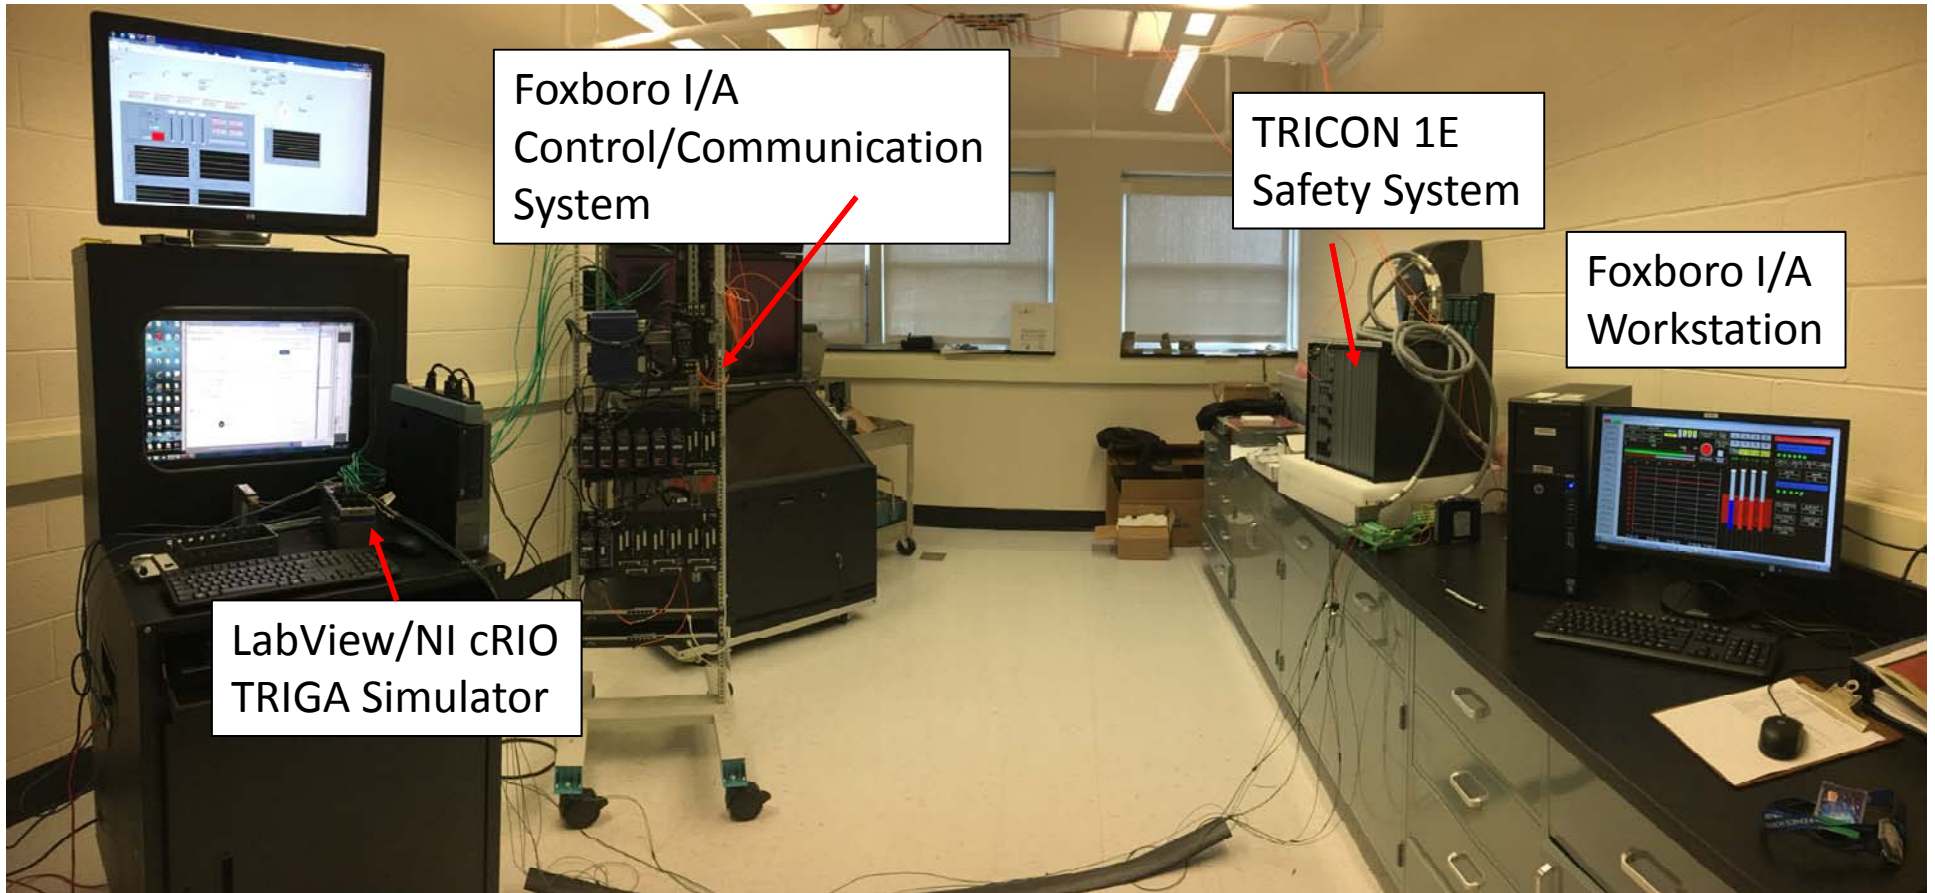 Foxboro I/A
Control/Communication
System
TRICON 1E
Safety System
Foxboro I/A
Workstation
LabView/NI cRIO
TRIGA Simulator